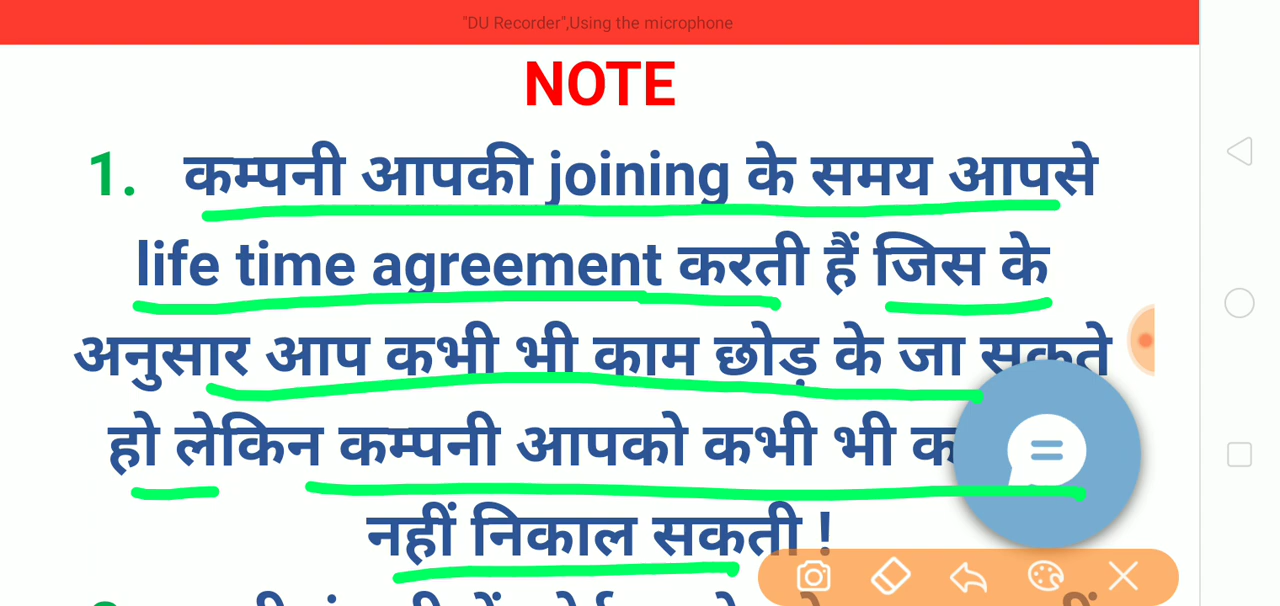 "DU Recorder",Using the microphone
NOTE
1. कम्पनी आपकी joining के समय आपसे
life time agreement करती हैं जिस के
अनुसार आप कभी भी काम छोड़ के जा सकते
हो लेकिन कम्पनी आपको कभी भी
नहीं निकाल सकती !